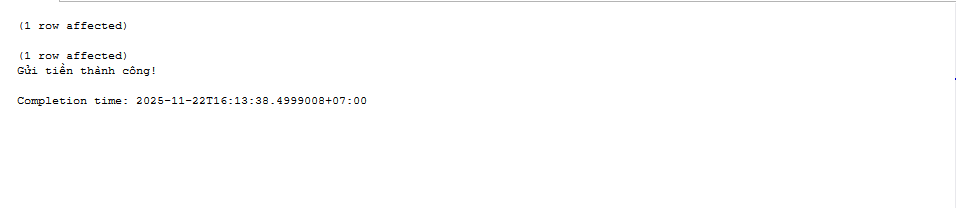 (1 row affected)
(1 row affected)
Gửi tiền thành công!
Completion time: 2025-11-22T16:13:38.4999008+07:00